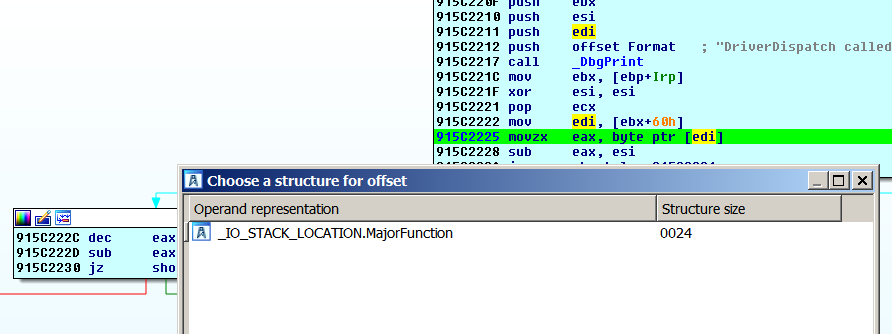 915C220F push ebx
915C2210 push esi
915C2211 push edi
915C2212 push offset Format ; "DriverDispatch called
915C2217 call _DbgPrint
915C221C mov ebx, [ebp+Irp]
915C221F xor esi, esi
915C2221 pop ecx
915C2222 mov edi, [ebx+60h]
915C2225 movzx eax, byte ptr [edi]
915C2228 sub eax, esi
Choose a structure for offset
Operand representation Structure size
_IO_STACK_LOCATION.MajorFunction 0024
915C222C dec eax
915C222D sub eax
915C2230 jz sho